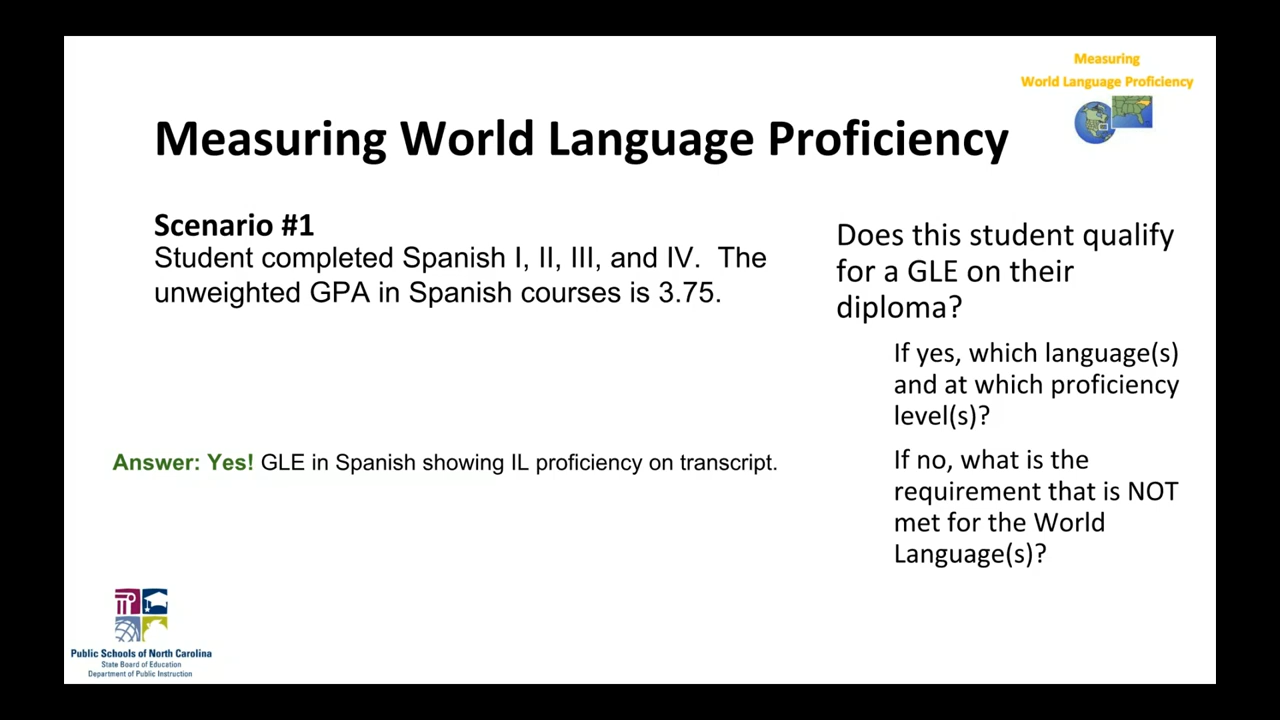 Measuring
World Language Proficiency
Measuring World Language Proficiency
Scenario #1
Student completed Spanish I, II, III, and IV.  The
unweighted GPA in Spanish courses is 3.75.
Answer: Yes! GLE in Spanish showing IL proficiency on transcript.
Does this student qualify
for a GLE on their
diploma?
If yes, which language(s)
and at which proficiency
level(s)?
If no, what is the
requirement that is NOT
met for the World
Language(s)?
Public Schools of North Carolina
State Board of Education
Department of Public Instruction